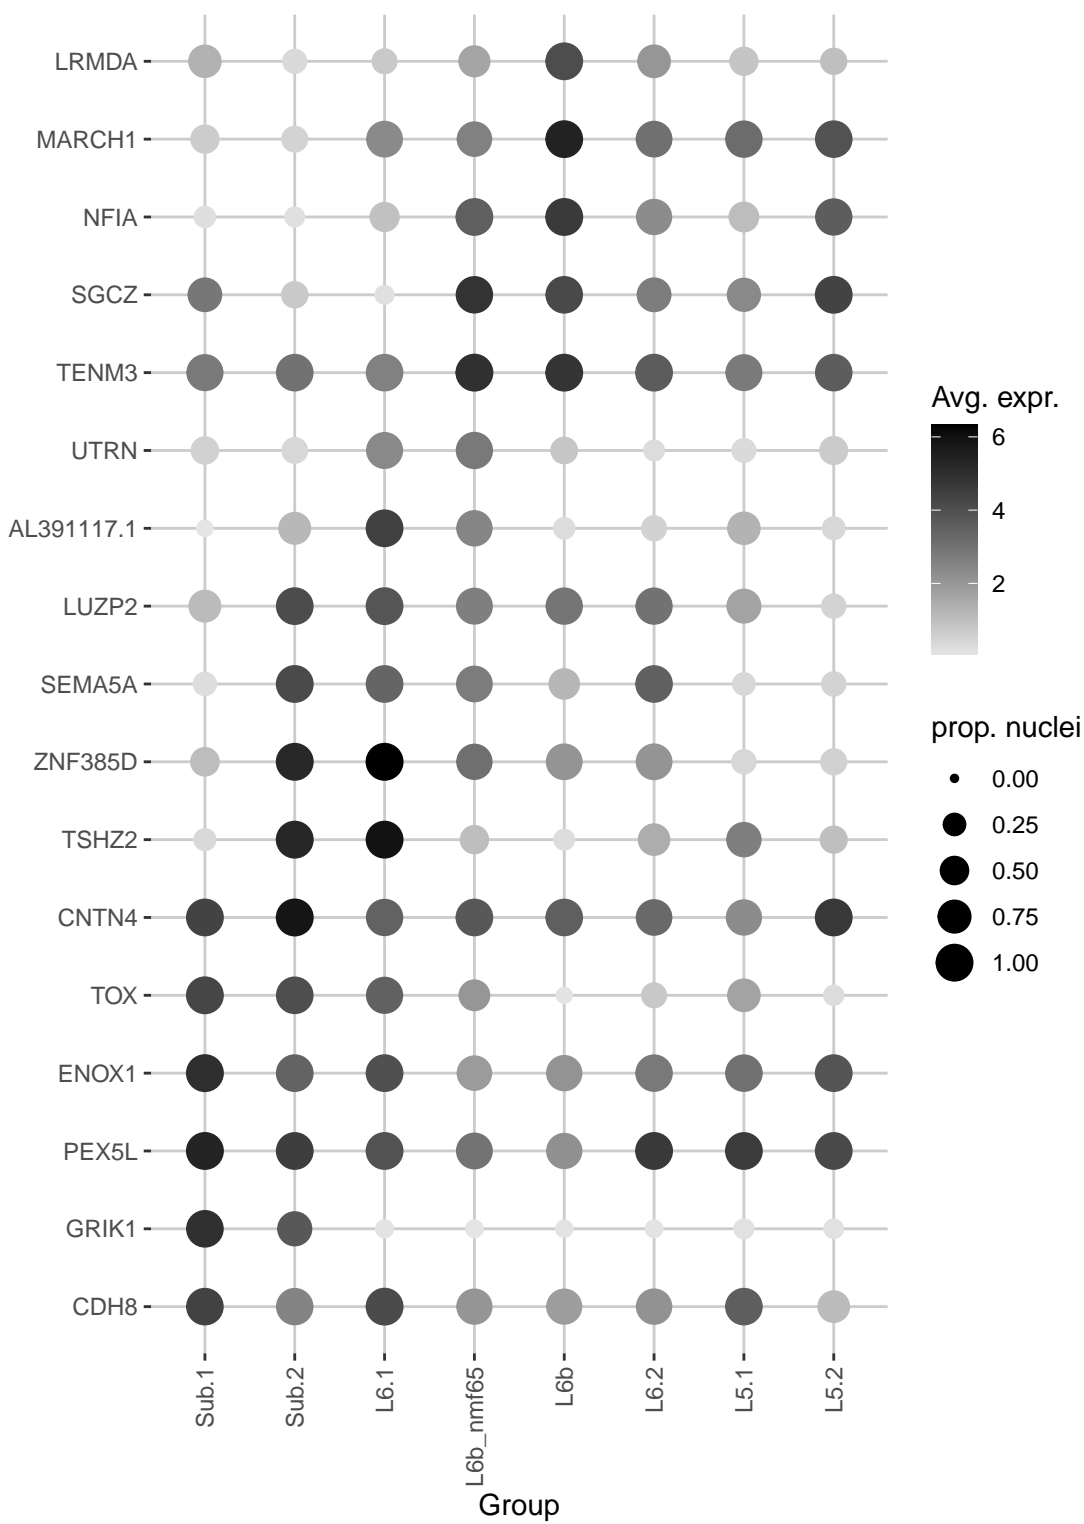 LRMDA
MARCH1
NFIA
SGCZ
TENM3
UTRN
AL391117.1
LUZP2
SEMA5A
ZNF385D
TSHZ2
CNTN4
TOX
ENOX1
PEX5L
GRIK1
CDH8
Sub.1
Sub.2
L6.1
L6b_nmf65
L6b
L6.2
L5.1
L5.2
Group
Avg. expr.
6
4
2
prop. nuclei
0.00
0.25
0.50
0.75
1.00